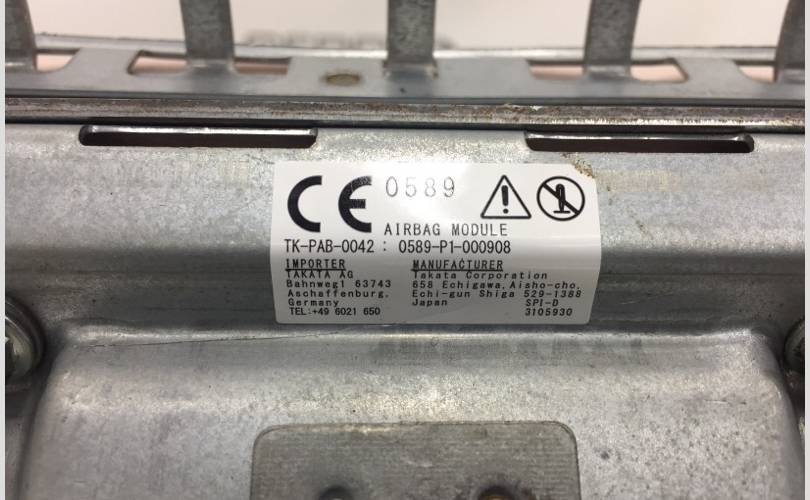 CE 0589
AIRBAG MODULE
TK-PAB-0042 : 0589-P1-000908
IMPORTER
TAKATA AG
Bahnweg1 63743
Aschaffenburg.
Germany
TEL:+49 6021 650
MANUFACTURER
Takata Corporation
658 Echigawa, Aisho-cho,
Echi-gun Shiga 529-1388
Japan SPI-D
3105930